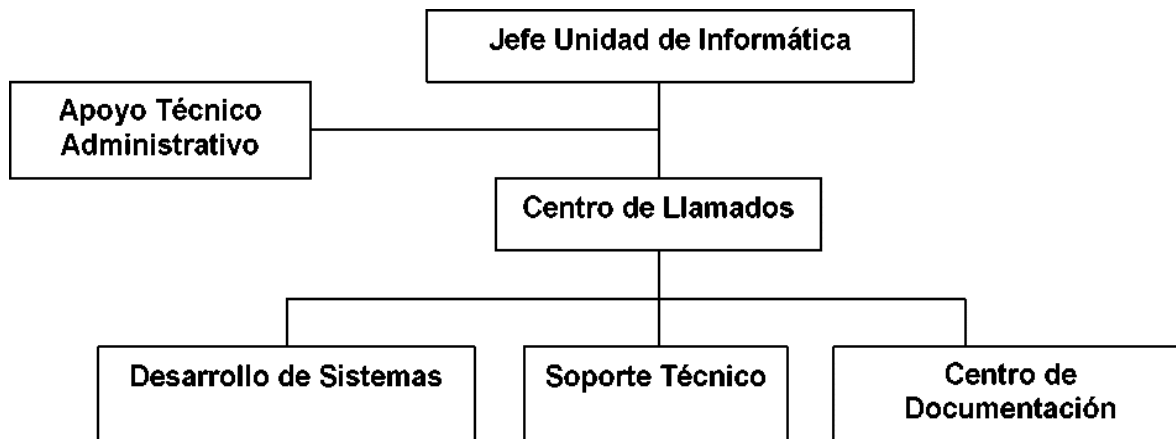 Jefe Unidad de Informática
Apoyo Técnico
Administrativo
Centro de Llamados
Desarrollo de Sistemas
Soporte Técnico
Centro de
Documentación